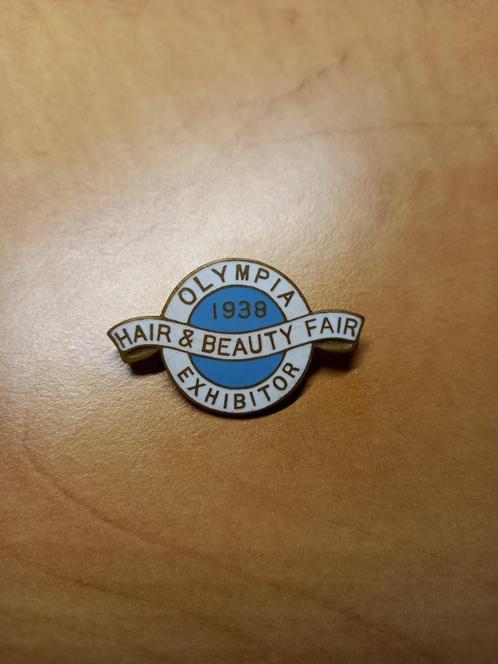 OLYMPIA
1938
HAIR & BEAUTY FAIR
EXHIBITOR